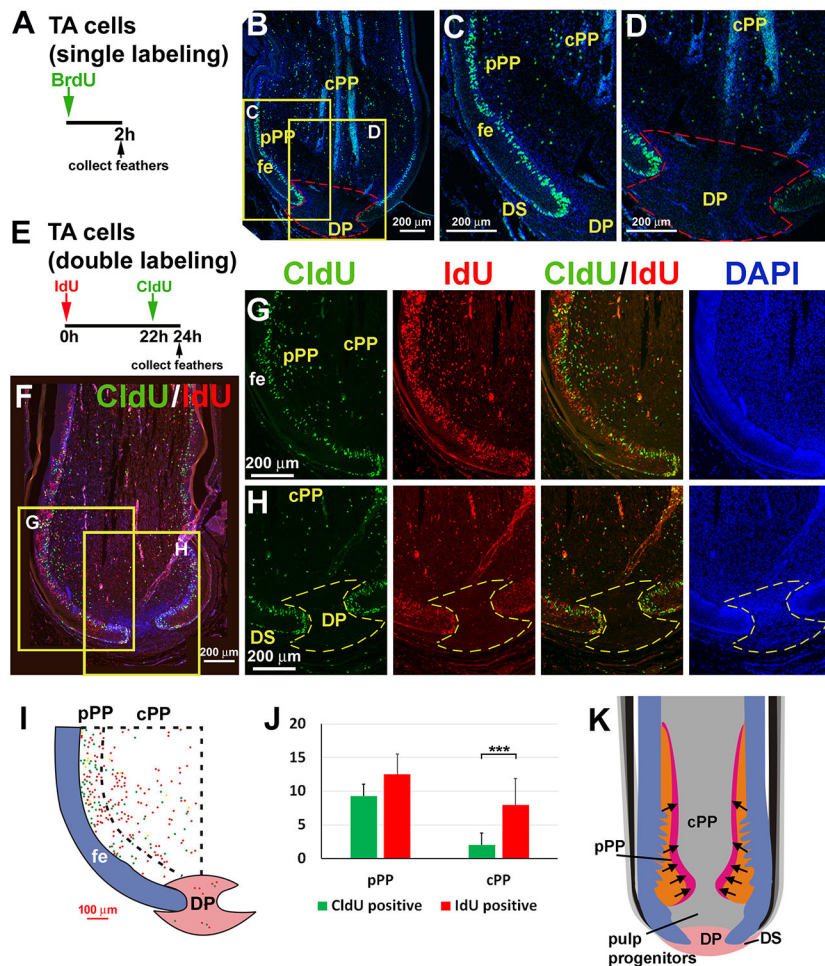 A
TA cells
(single labeling)
BrdU
2h
collect feathers
B
cPP
C
D
pPP
fe
DP
200 μm
C
cPP
pPP
fe
DS
DP
200 μm
D
cPP
DP
200 μm
E
TA cells
(double labeling)
IdU
CldU
0h
22h
24h
collect feathers
F
CldU/IdU
G
H
200 μm
CldU
IdU
CldU/IdU
DAPI
G
cPP
pPP
fe
200 μm
H
cPP
DP
DS
200 μm
I
pPP
cPP
fe
DP
100 μm
J
20
15
10
5
0
***
pPP
cPP
CldU positive
IdU positive
K
cPP
pPP
pulp
progenitors
DP
DS